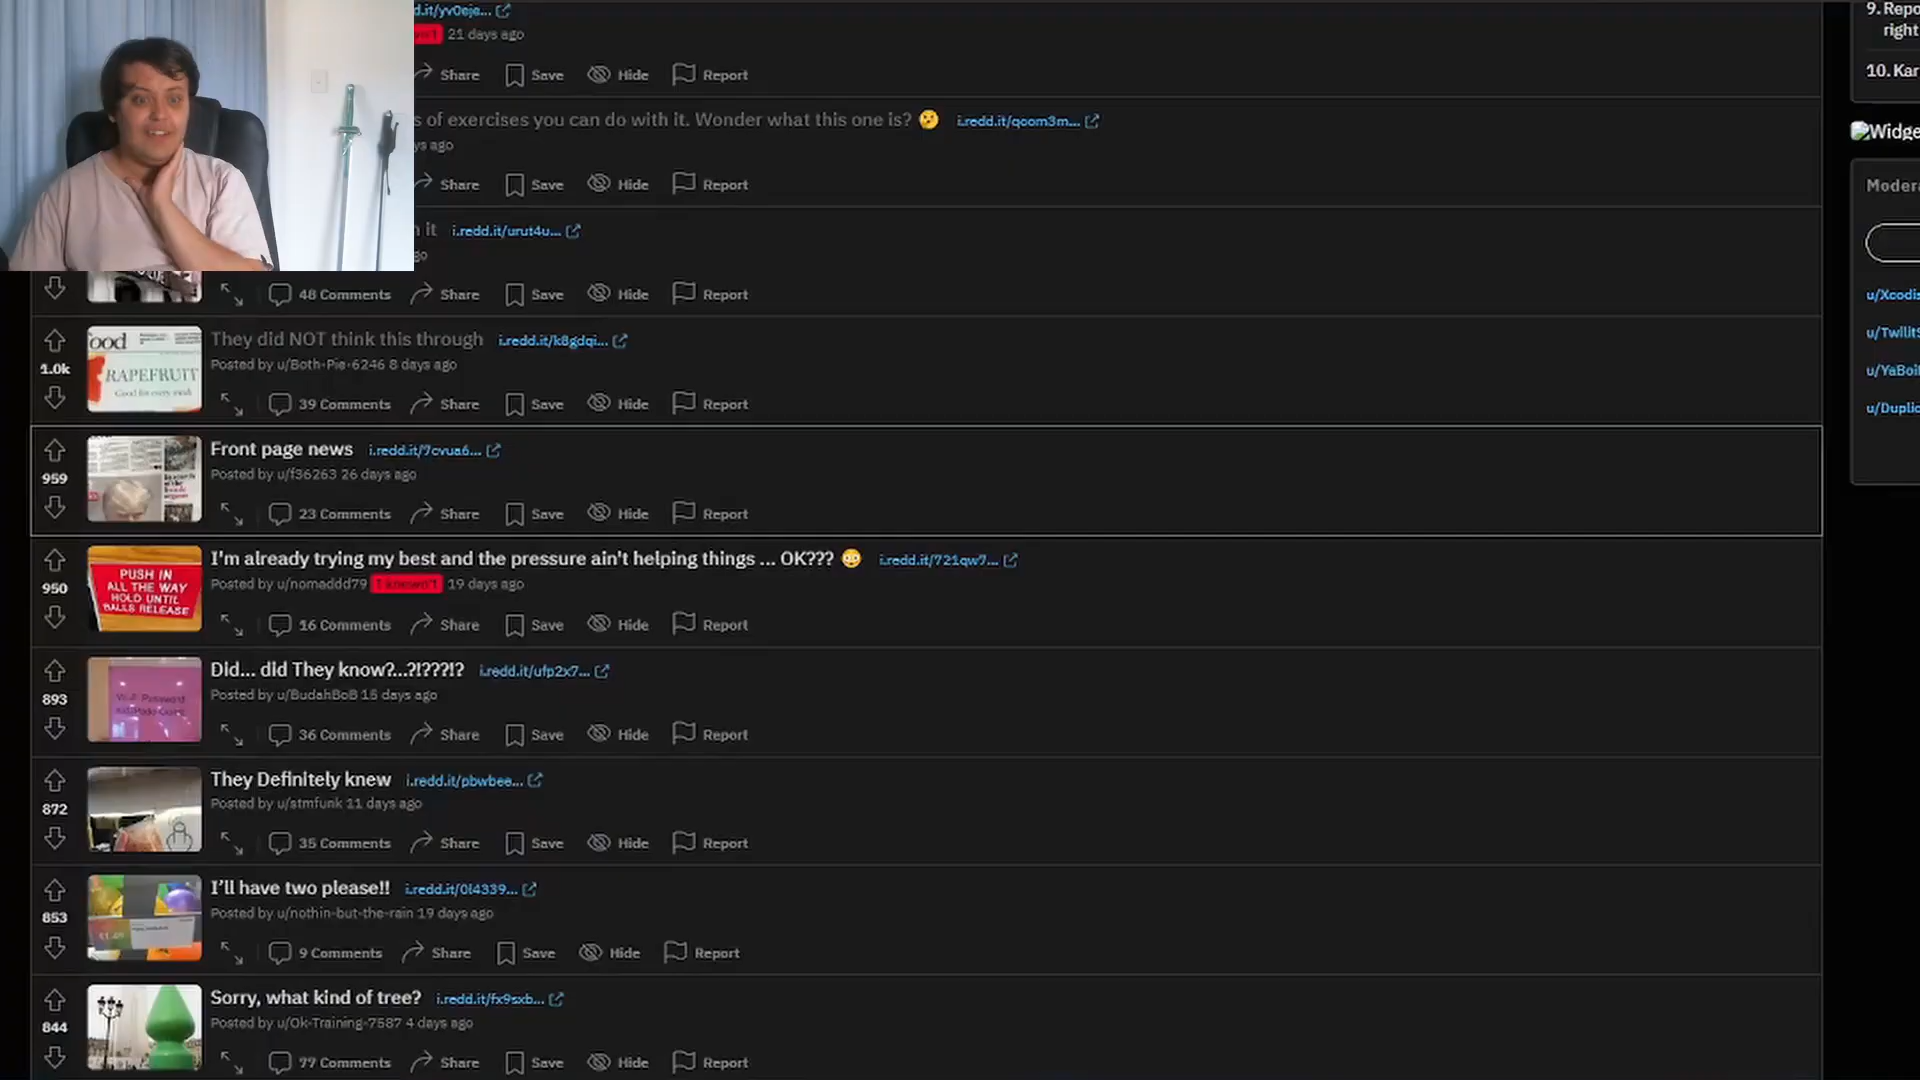 d.it/yv0eje...
21 days ago
Share Save Hide Report
s of exercises you can do with it. Wonder what this one is? 🤔 i.redd.it/qoom3m...
ys ago
Share Save Hide Report
it i.redd.it/urut4u...
go
48 Comments Share Save Hide Report
1.0k
They did NOT think this through i.redd.it/k8gdqi...
Posted by u/Both-Pie-6246 8 days ago
39 Comments Share Save Hide Report
ood
RAPEFRUIT
959
Front page news i.redd.it/7cvua6...
Posted by u/f36263 26 days ago
23 Comments Share Save Hide Report
950
PUSH IN
ALL THE WAY
HOLD UNTIL
BALLS RELEASE
I'm already trying my best and the pressure ain't helping things ... OK??? 😳 i.redd.it/721qw7...
Posted by u/nomaddd79 19 days ago
16 Comments Share Save Hide Report
893
Did... did They know?...?!???!? i.redd.it/ufp2x7...
Posted by u/BudahBoB 15 days ago
36 Comments Share Save Hide Report
872
They Definitely knew i.redd.it/pbwbee...
Posted by u/stmfunk 11 days ago
35 Comments Share Save Hide Report
853
I'll have two please!! i.redd.it/0l4339...
Posted by u/nothin-but-the-rain 19 days ago
9 Comments Share Save Hide Report
844
Sorry, what kind of tree? i.redd.it/fx9sxb...
Posted by u/Ok-Training-7587 4 days ago
77 Comments Share Save Hide Report
9. Repo
right
10. Kar
Widge
Modera
u/Xcodis
u/TwilitS
u/YaBoif
u/Duplic